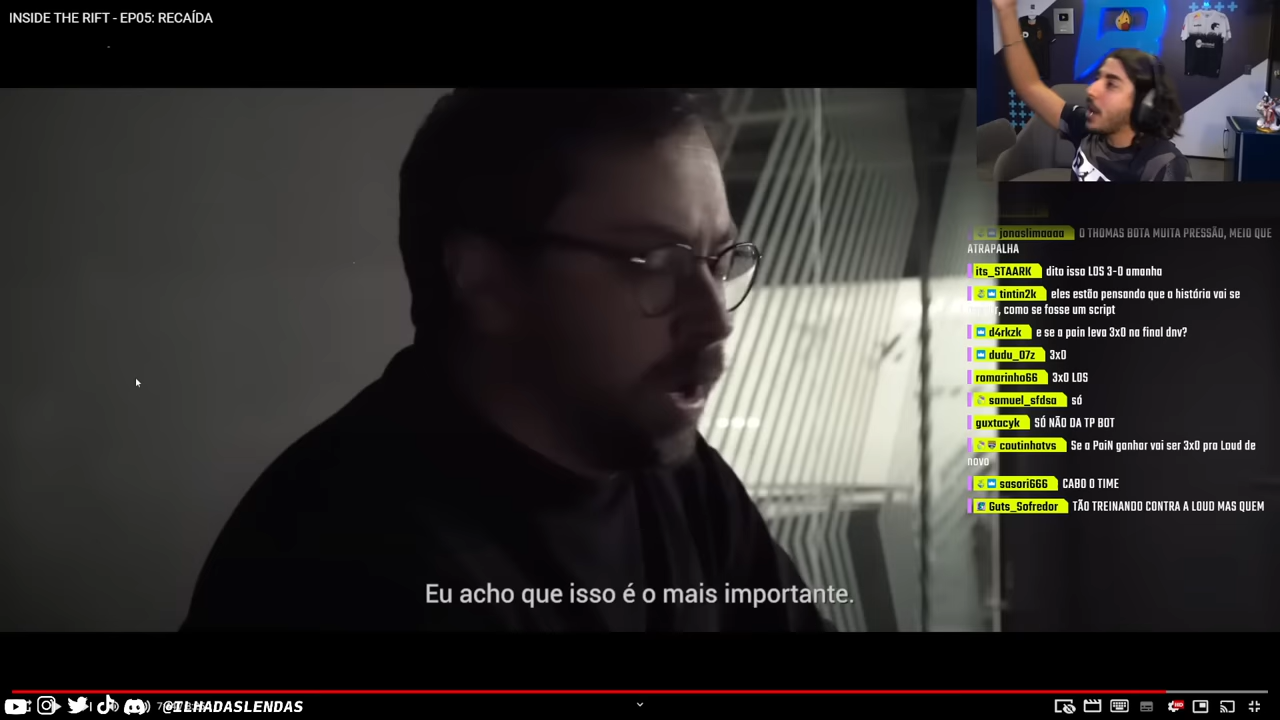 INSIDE THE RIFT - EP05: RECAÍDA
jonaslimaaaa O THOMAS BOTA MUITA PRESSÃO, MEIO QUE
ATRAPALHA
its_STAARK dito isso LOS 3-0 amanha
tintin2k eles estão pensando que a história vai se
como se fosse um script
d4rkzk e se a pain leva 3x0 na final dnv?
dudu_07z 3x0
ramarinho66 3x0 LOS
samuel_sfdsa só
guxtacyk SÓ NÃO DA TP BOT
coutinhotvs Se a PaiN ganhar vai ser 3x0 pra Loud de
novo
sasori666 CABO O TIME
Guts_Sofredor TÃO TREINANDO CONTRA A LOUD MAS QUEM
Eu acho que isso é o mais importante.
@ILHADASLENDAS